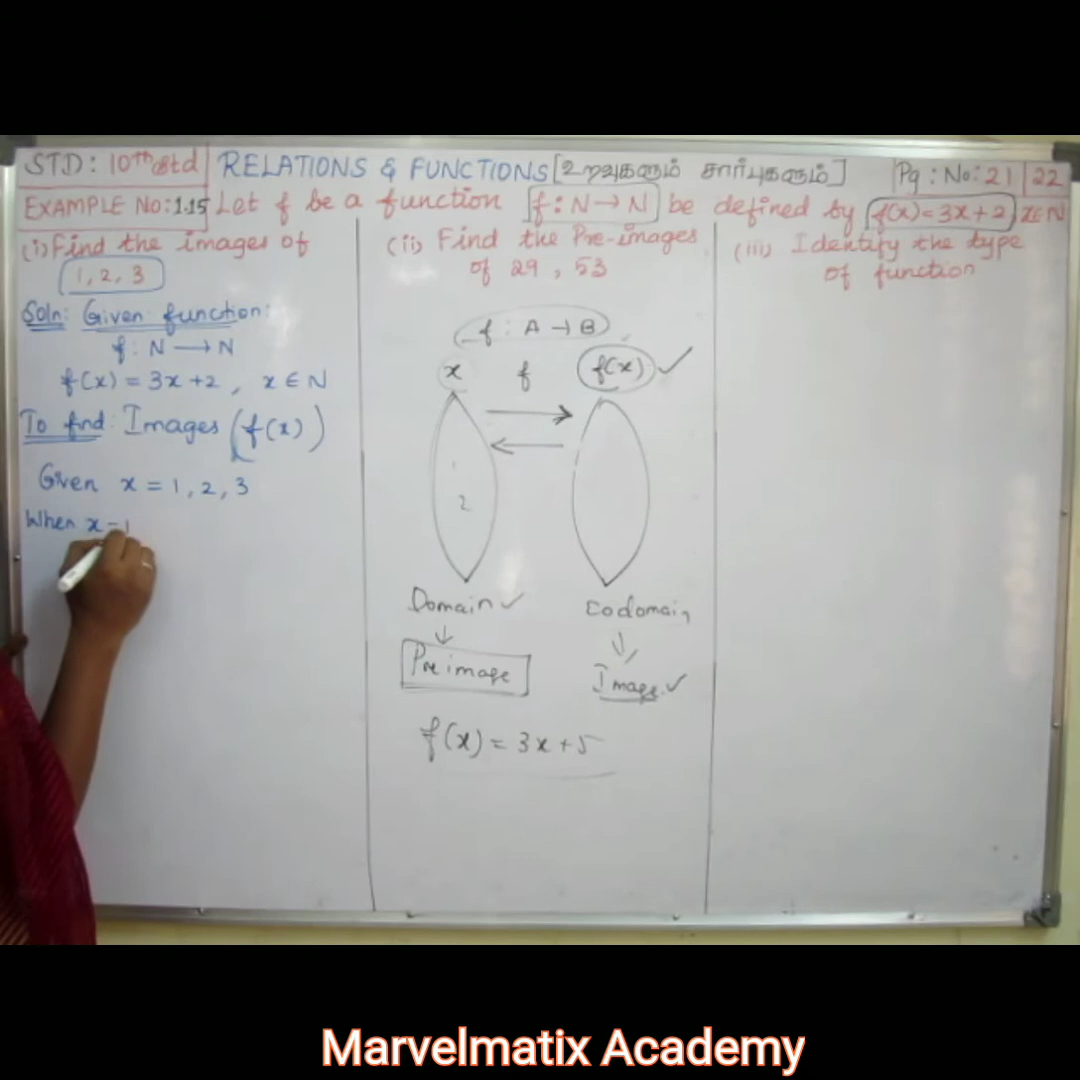 STD: 10th Std RELATIONS & FUNCTIONS [உறவுகளும் சார்புகளும்] Pg: No: 21 22
EXAMPLE NO: 1.15 Let f be a function f : N → N be defined by f(x) = 3x + 2, x ∈ N
(i) Find the images of
1, 2, 3
Soln: Given function:
f : N → N
f(x) = 3x + 2, x ∈ N
To find: Images (f(x))
Given x = 1, 2, 3
When x = 1
(ii) Find the Pre-images
of 29, 53
f : A → B
x f f(x) ✓
1
2
Domain ✓ Codomain
↓ ↓
Pre image Image ✓
f(x) = 3x + 5
(iii) Identify the type
of function
Marvelmatix Academy